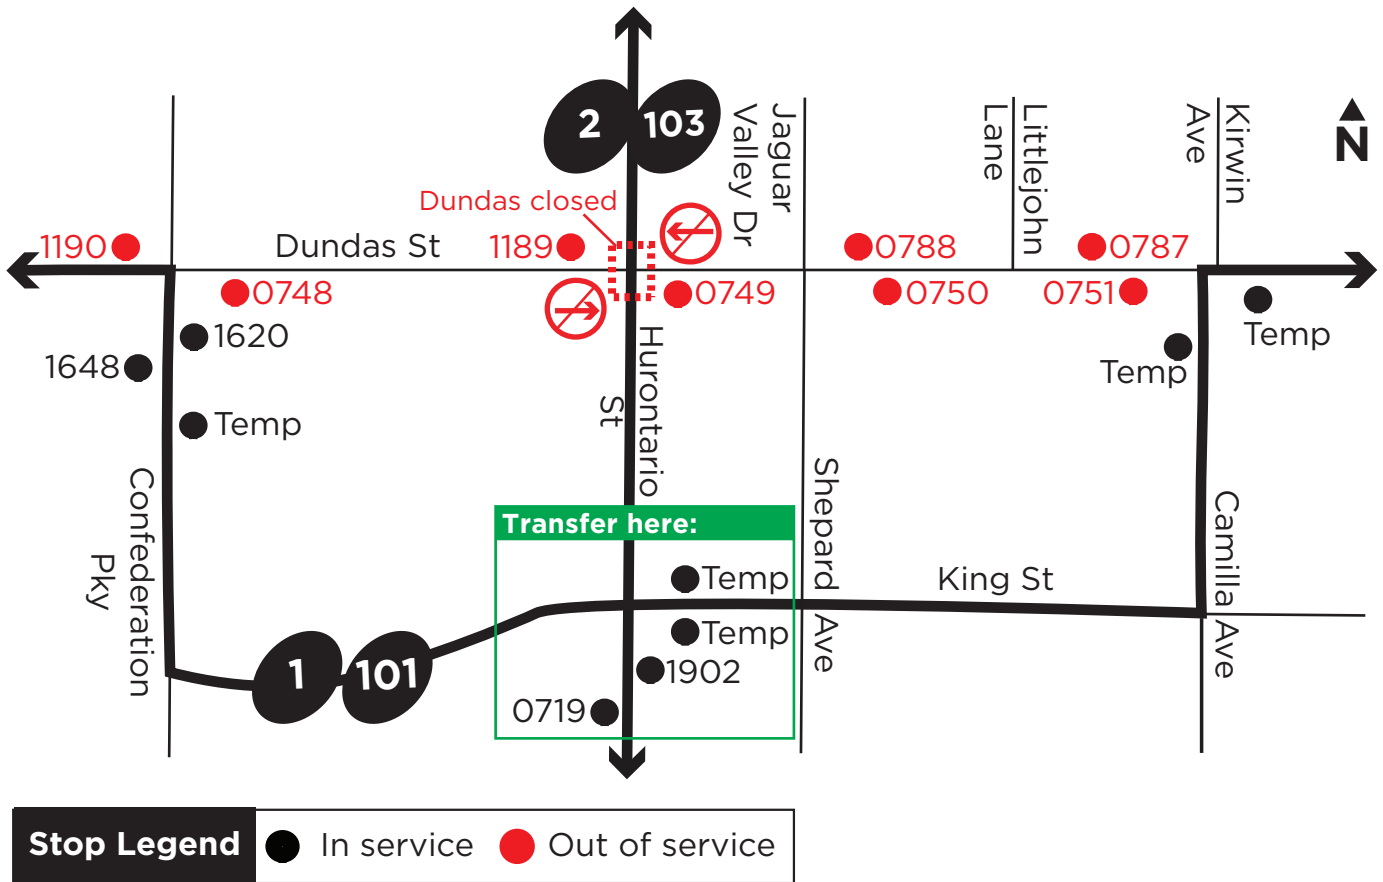 2
103
Jaguar
Valley Dr
Littlejohn
Lane
Kirwin
Ave
N
Dundas closed
1190
Dundas St
1189
0788
0787
0748
0749
0750
0751
1620
1648
Temp
Temp
Temp
Hurontario
St
Confederation
Pky
Shepard Ave
Camilla Ave
Transfer here:
Temp
King St
Temp
1
101
1902
0719
Stop Legend
In service
Out of service